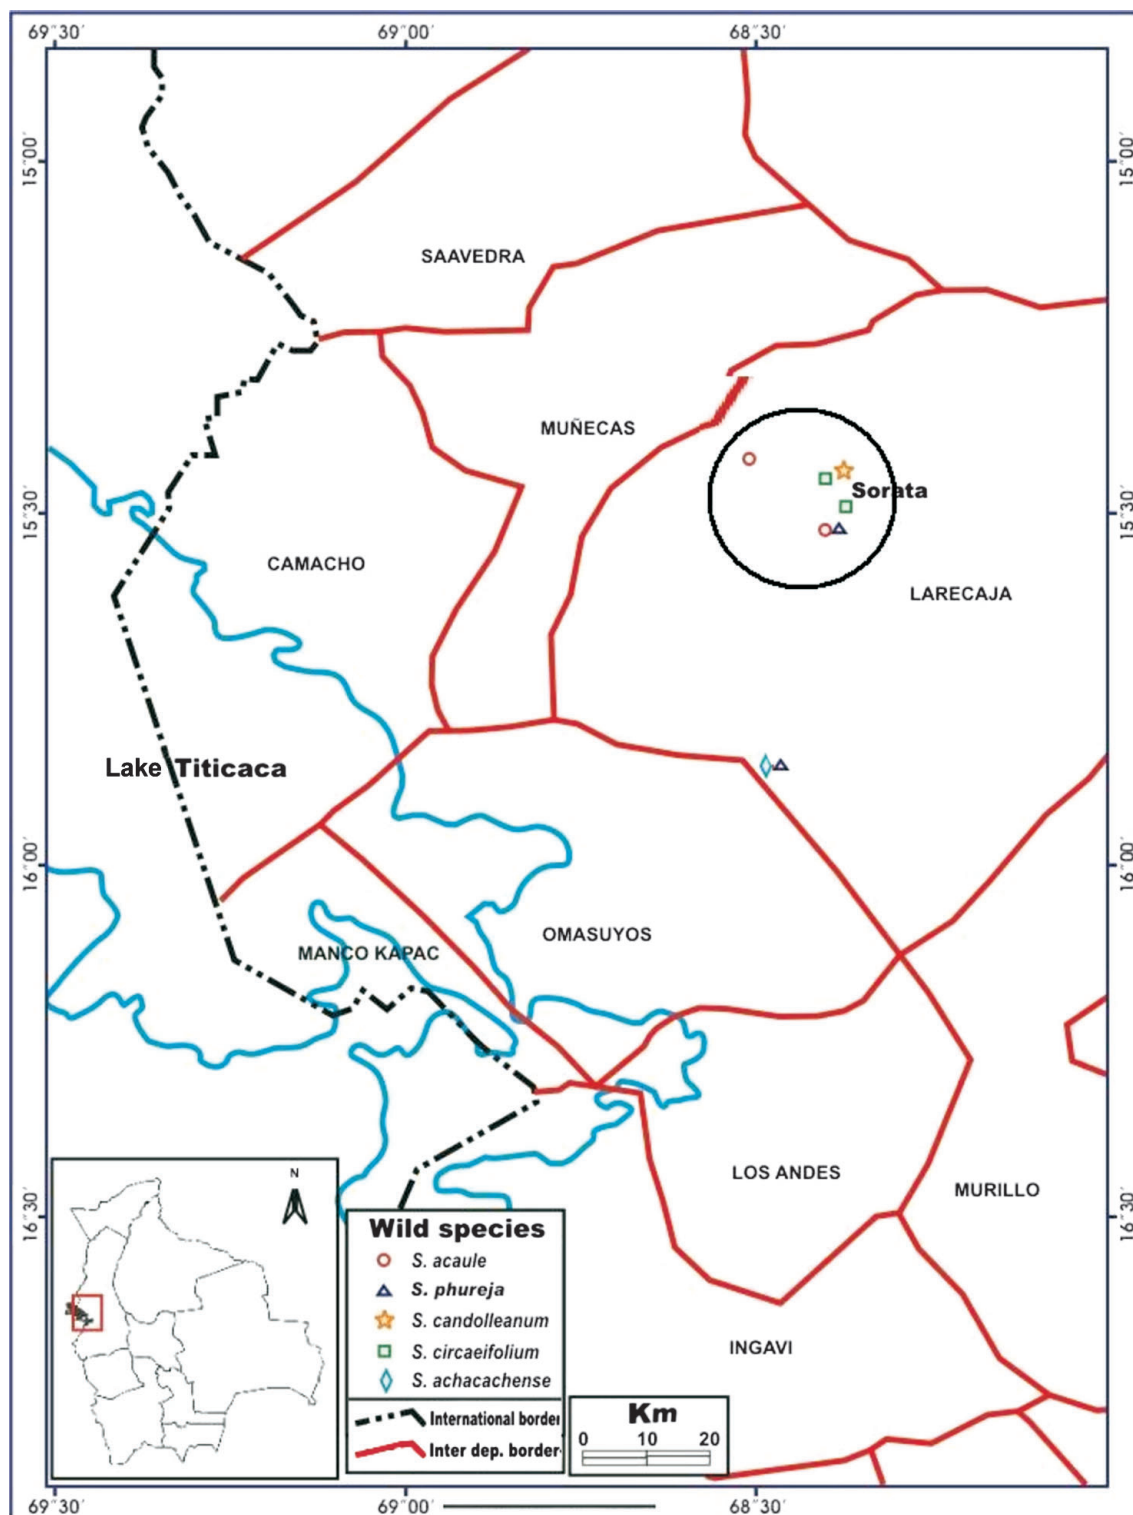 69°30´ 69°00´ 68°30´
15°00´ 15°00´
SAAVEDRA
MUÑECAS
Sorata
15°30´ 15°30´
CAMACHO
LARECAJA
Lake Titicaca
16°00´ 16°00´
OMASUYOS
MANCO KAPAC
LOS ANDES
MURILLO
16°30´ 16°30´
N
Wild species
S. acaule
S. phureja
S. candolleanum
S. circaeifolium
S. achacachense
International border
Inter dep. border
INGAVI
Km
0 10 20
69°30´ 69°00´ 68°30´